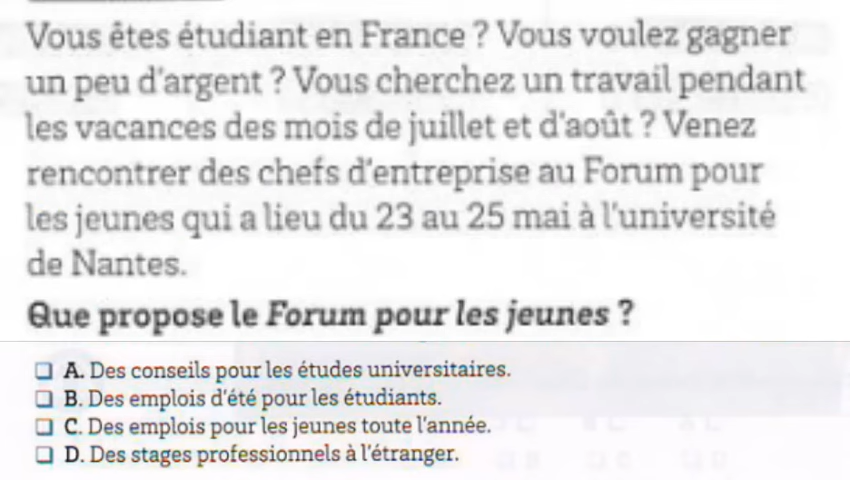 Vous êtes étudiant en France ? Vous voulez gagner
un peu d'argent ? Vous cherchez un travail pendant
les vacances des mois de juillet et d'août ? Venez
rencontrer des chefs d'entreprise au Forum pour
les jeunes qui a lieu du 23 au 25 mai à l'université
de Nantes.
Que propose le Forum pour les jeunes ?
❑ A. Des conseils pour les études universitaires.
❑ B. Des emplois d'été pour les étudiants.
❑ C. Des emplois pour les jeunes toute l'année.
❑ D. Des stages professionnels à l'étranger.